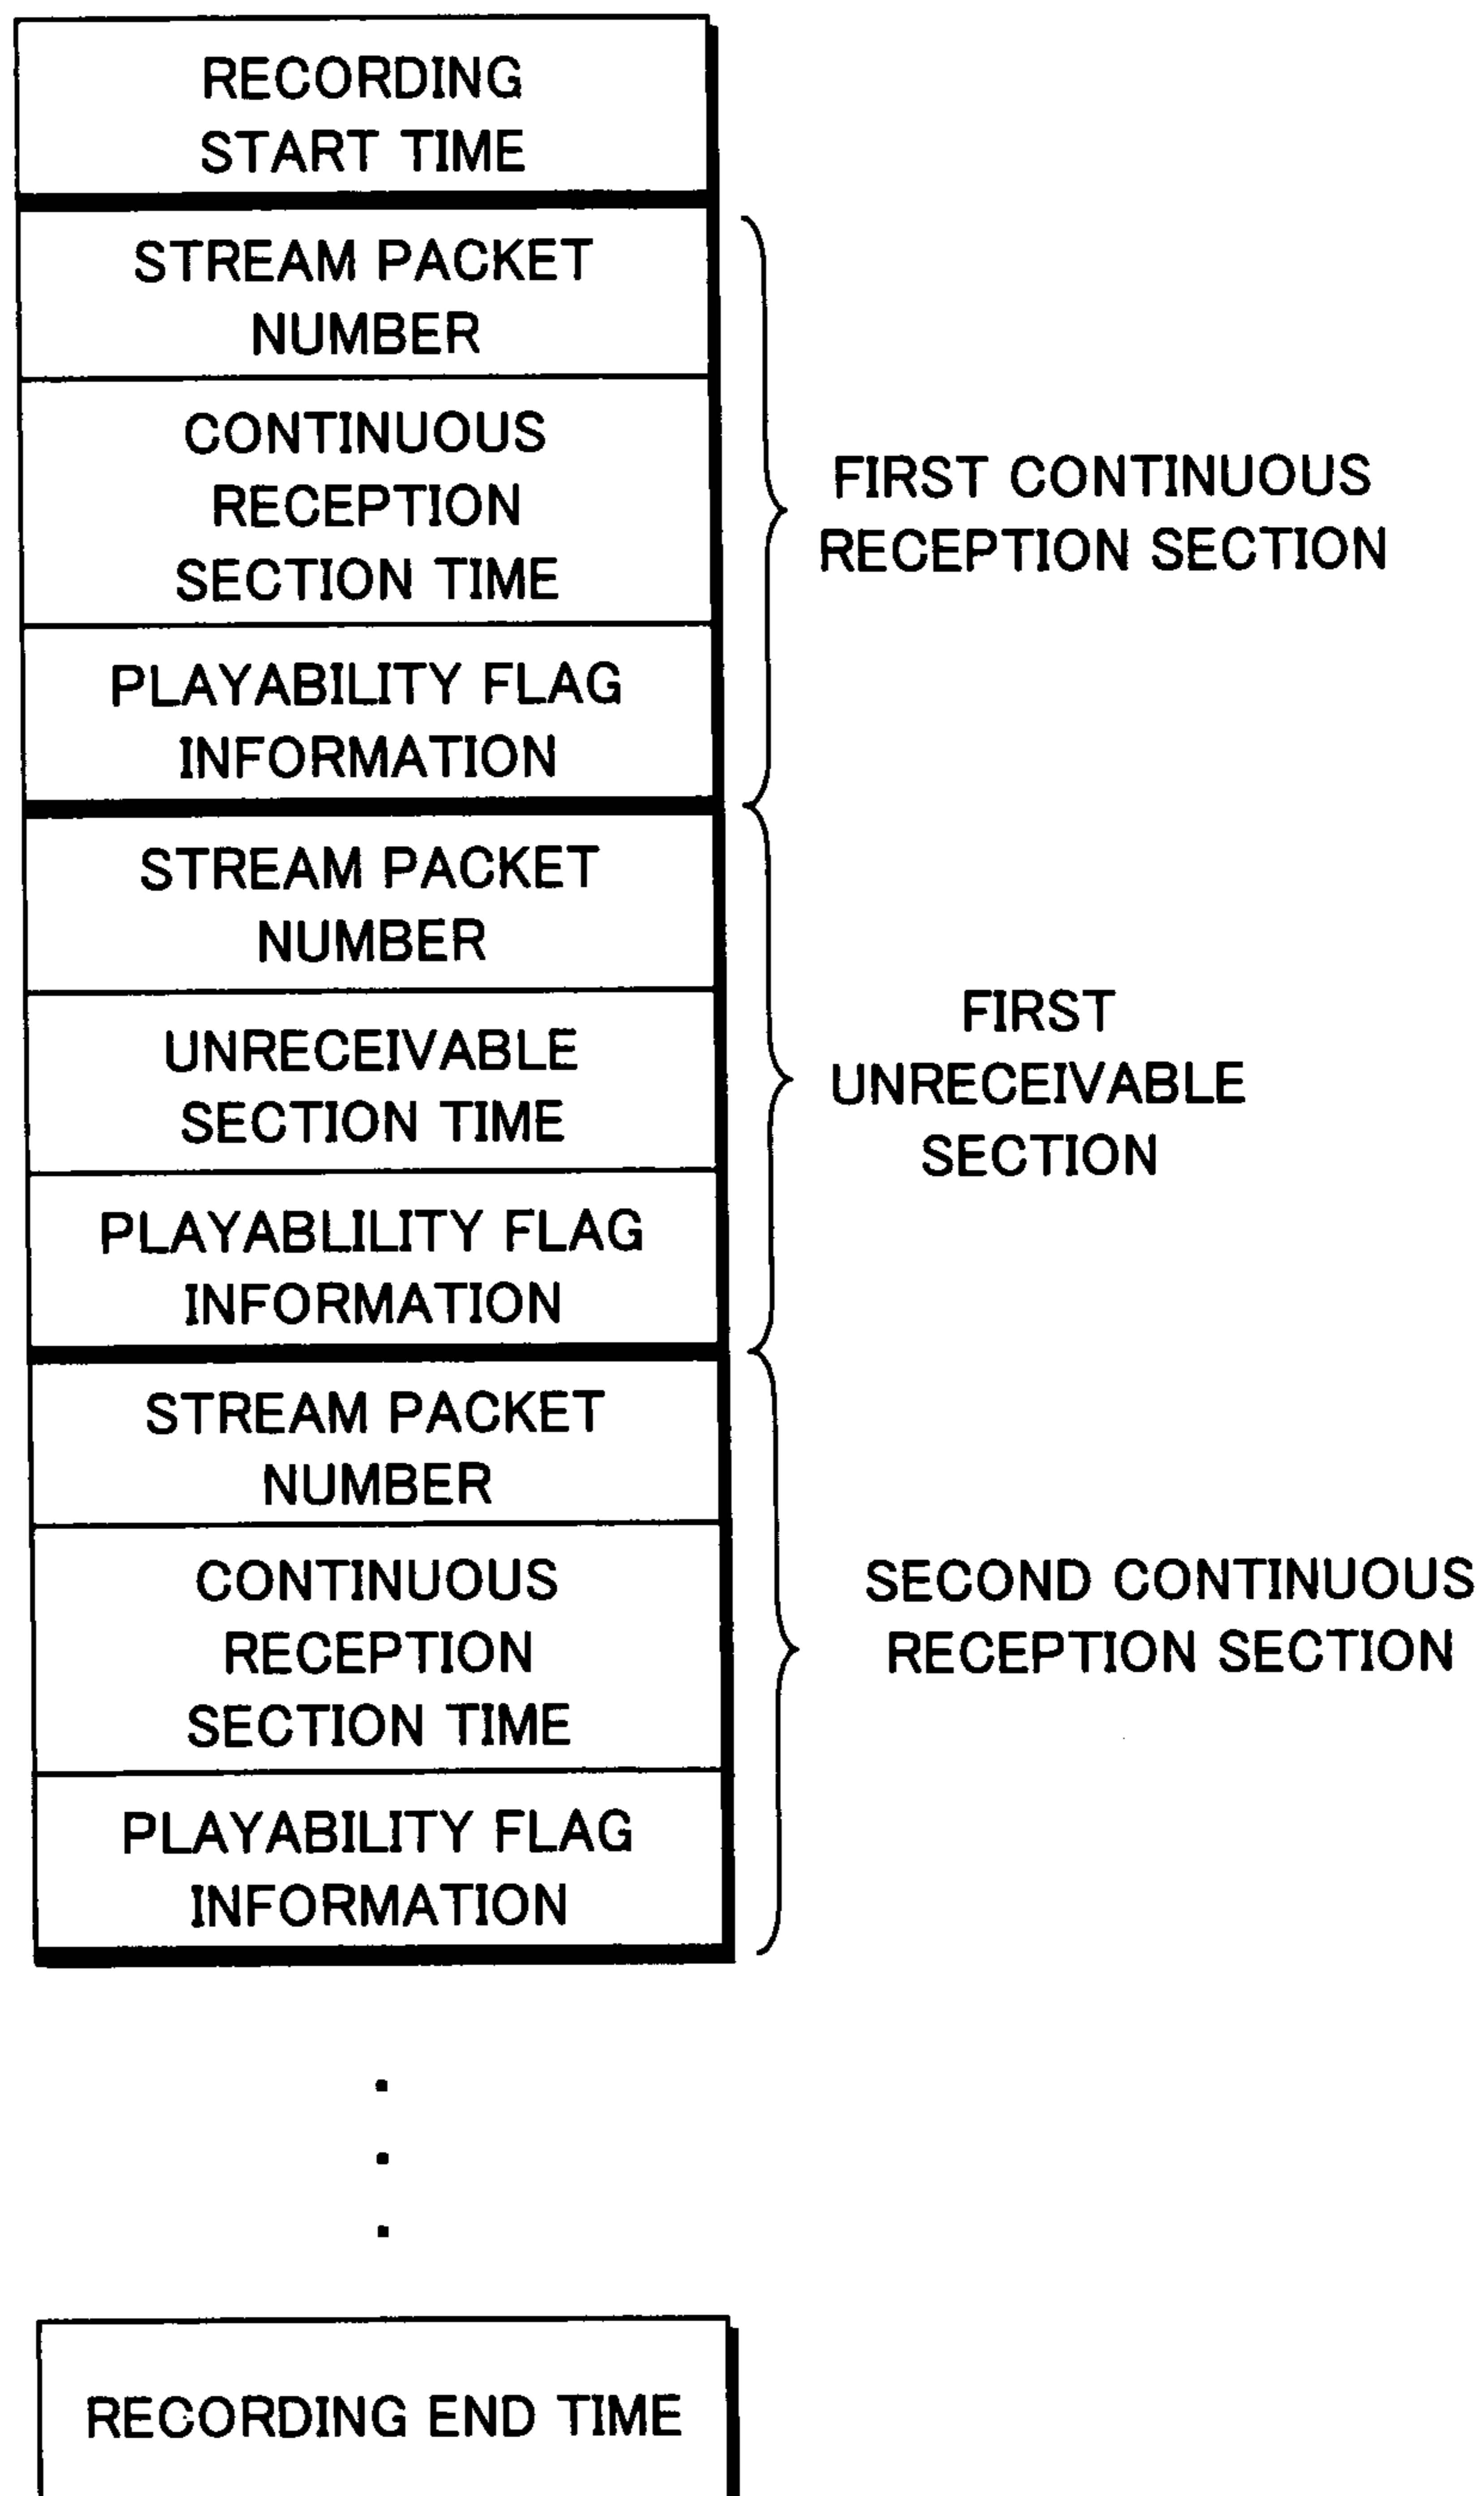 RECORDING
START TIME
STREAM PACKET
NUMBER
CONTINUOUS
RECEPTION
SECTION TIME
PLAYABILITY FLAG
INFORMATION
FIRST CONTINUOUS
RECEPTION SECTION
STREAM PACKET
NUMBER
UNRECEIVABLE
SECTION TIME
PLAYABLILITY FLAG
INFORMATION
FIRST
UNRECEIVABLE
SECTION
STREAM PACKET
NUMBER
CONTINUOUS
RECEPTION
SECTION TIME
PLAYABILITY FLAG
INFORMATION
SECOND CONTINUOUS
RECEPTION SECTION
RECORDING END TIME